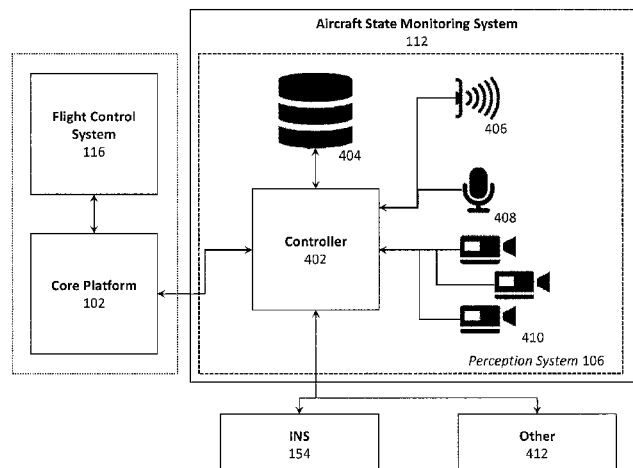 Aircraft State Monitoring System
112
Flight Control
System
116
Core Platform
102
404
406
408
Controller
402
410
Perception System 106
INS
154
Other
412